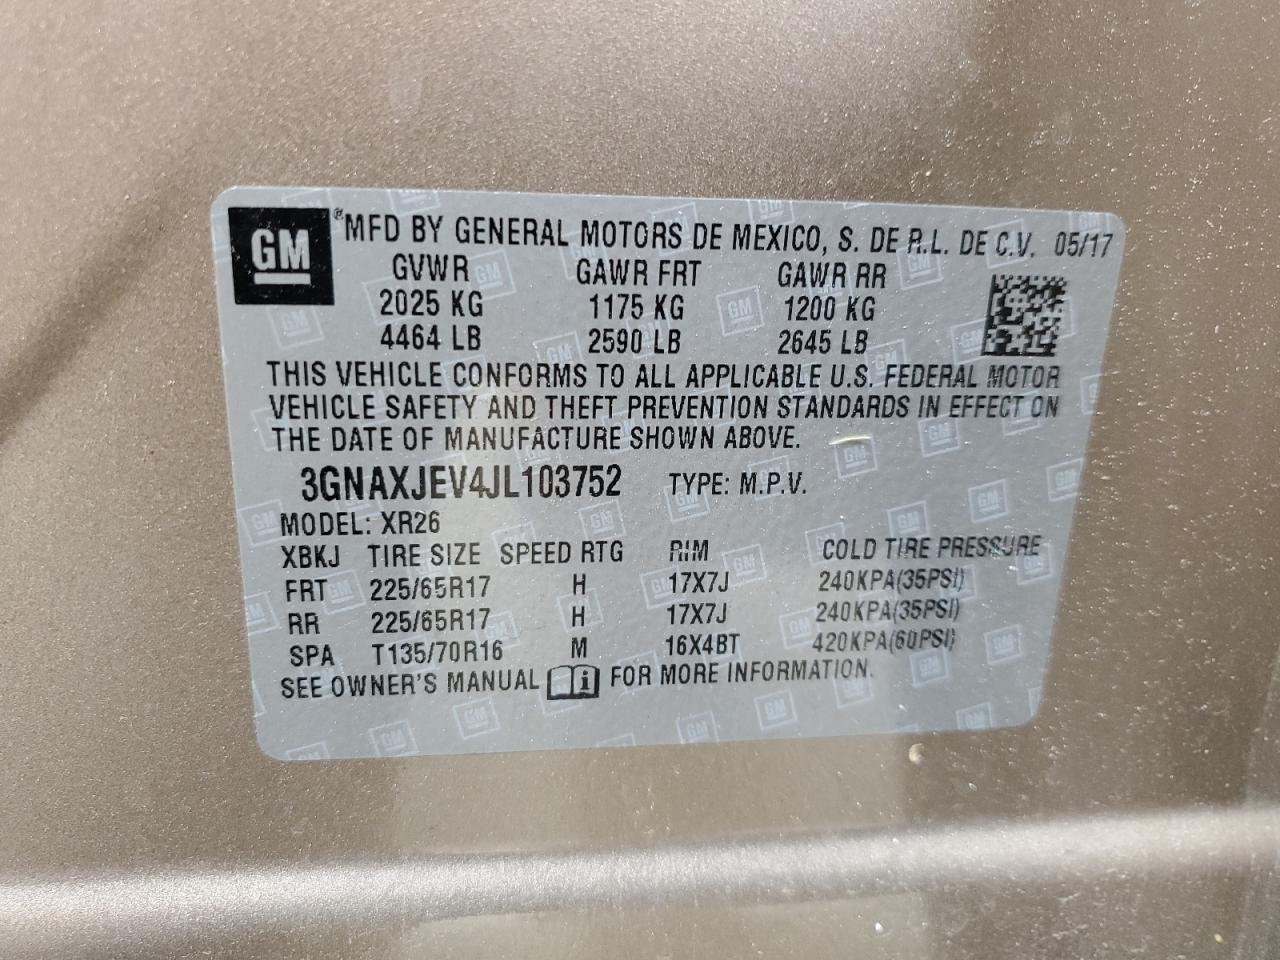 GM ® MFD BY GENERAL MOTORS DE MEXICO, S. DE R.L. DE C.V. 05/17
GVWR GAWR FRT GAWR RR
2025 KG 1175 KG 1200 KG
4464 LB 2590 LB 2645 LB
THIS VEHICLE CONFORMS TO ALL APPLICABLE U.S. FEDERAL MOTOR
VEHICLE SAFETY AND THEFT PREVENTION STANDARDS IN EFFECT ON
THE DATE OF MANUFACTURE SHOWN ABOVE.
3GNAXJEV4JL103752 TYPE: M.P.V.
MODEL: XR26
XBKJ TIRE SIZE SPEED RTG RIM COLD TIRE PRESSURE
FRT 225/65R17 H 17X7J 240KPA(35PSI)
RR 225/65R17 H 17X7J 240KPA(35PSI)
SPA T135/70R16 M 16X4BT 420KPA(60PSI)
SEE OWNER'S MANUAL i FOR MORE INFORMATION.